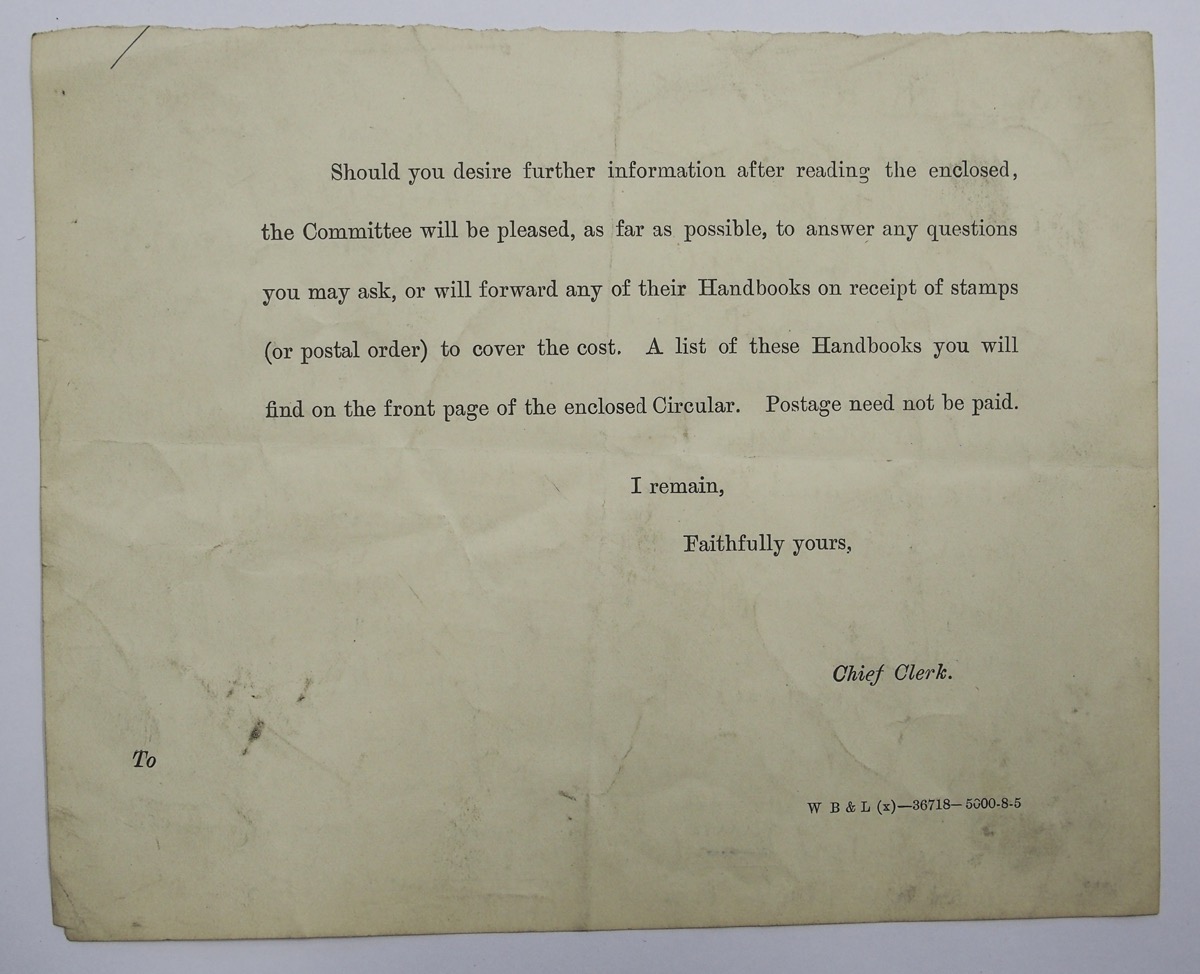 Should you desire further information after reading the enclosed,
the Committee will be pleased, as far as possible, to answer any questions
you may ask, or will forward any of their Handbooks on receipt of stamps
(or postal order) to cover the cost. A list of these Handbooks you will
find on the front page of the enclosed Circular. Postage need not be paid.
I remain,
Faithfully yours,
Chief Clerk.
To
W B & L (x)—36718—5000-8-5